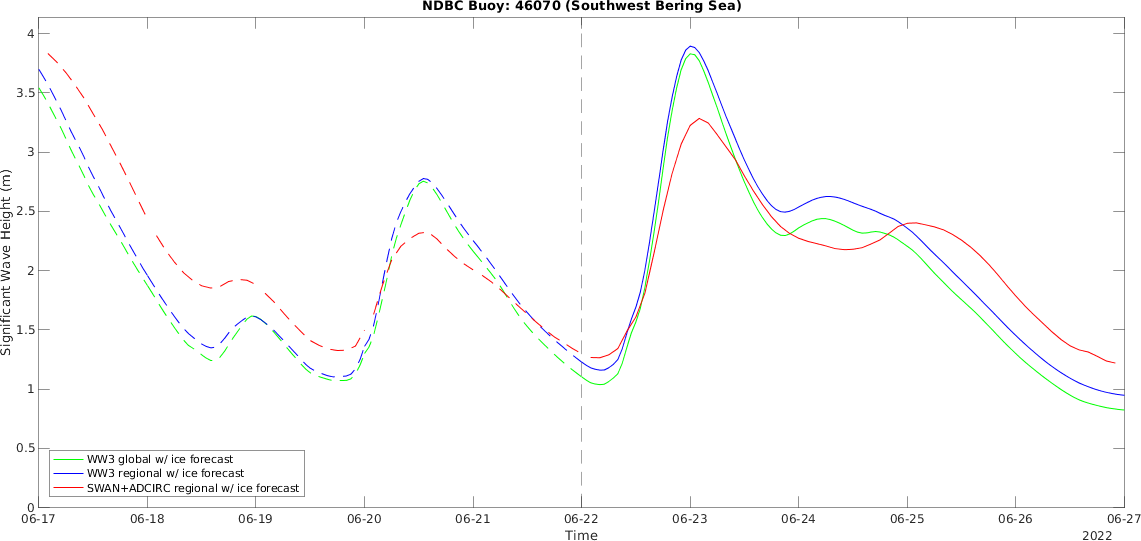 NDBC Buoy: 46070 (Southwest Bering Sea)
Significant Wave Height (m)
4
3.5
3
2.5
2
1.5
1
0.5
0
WW3 global w/ ice forecast
WW3 regional w/ ice forecast
SWAN+ADCIRC regional w/ ice forecast
06-17 06-18 06-19 06-20 06-21 06-22 06-23 06-24 06-25 06-26 06-27
Time
2022